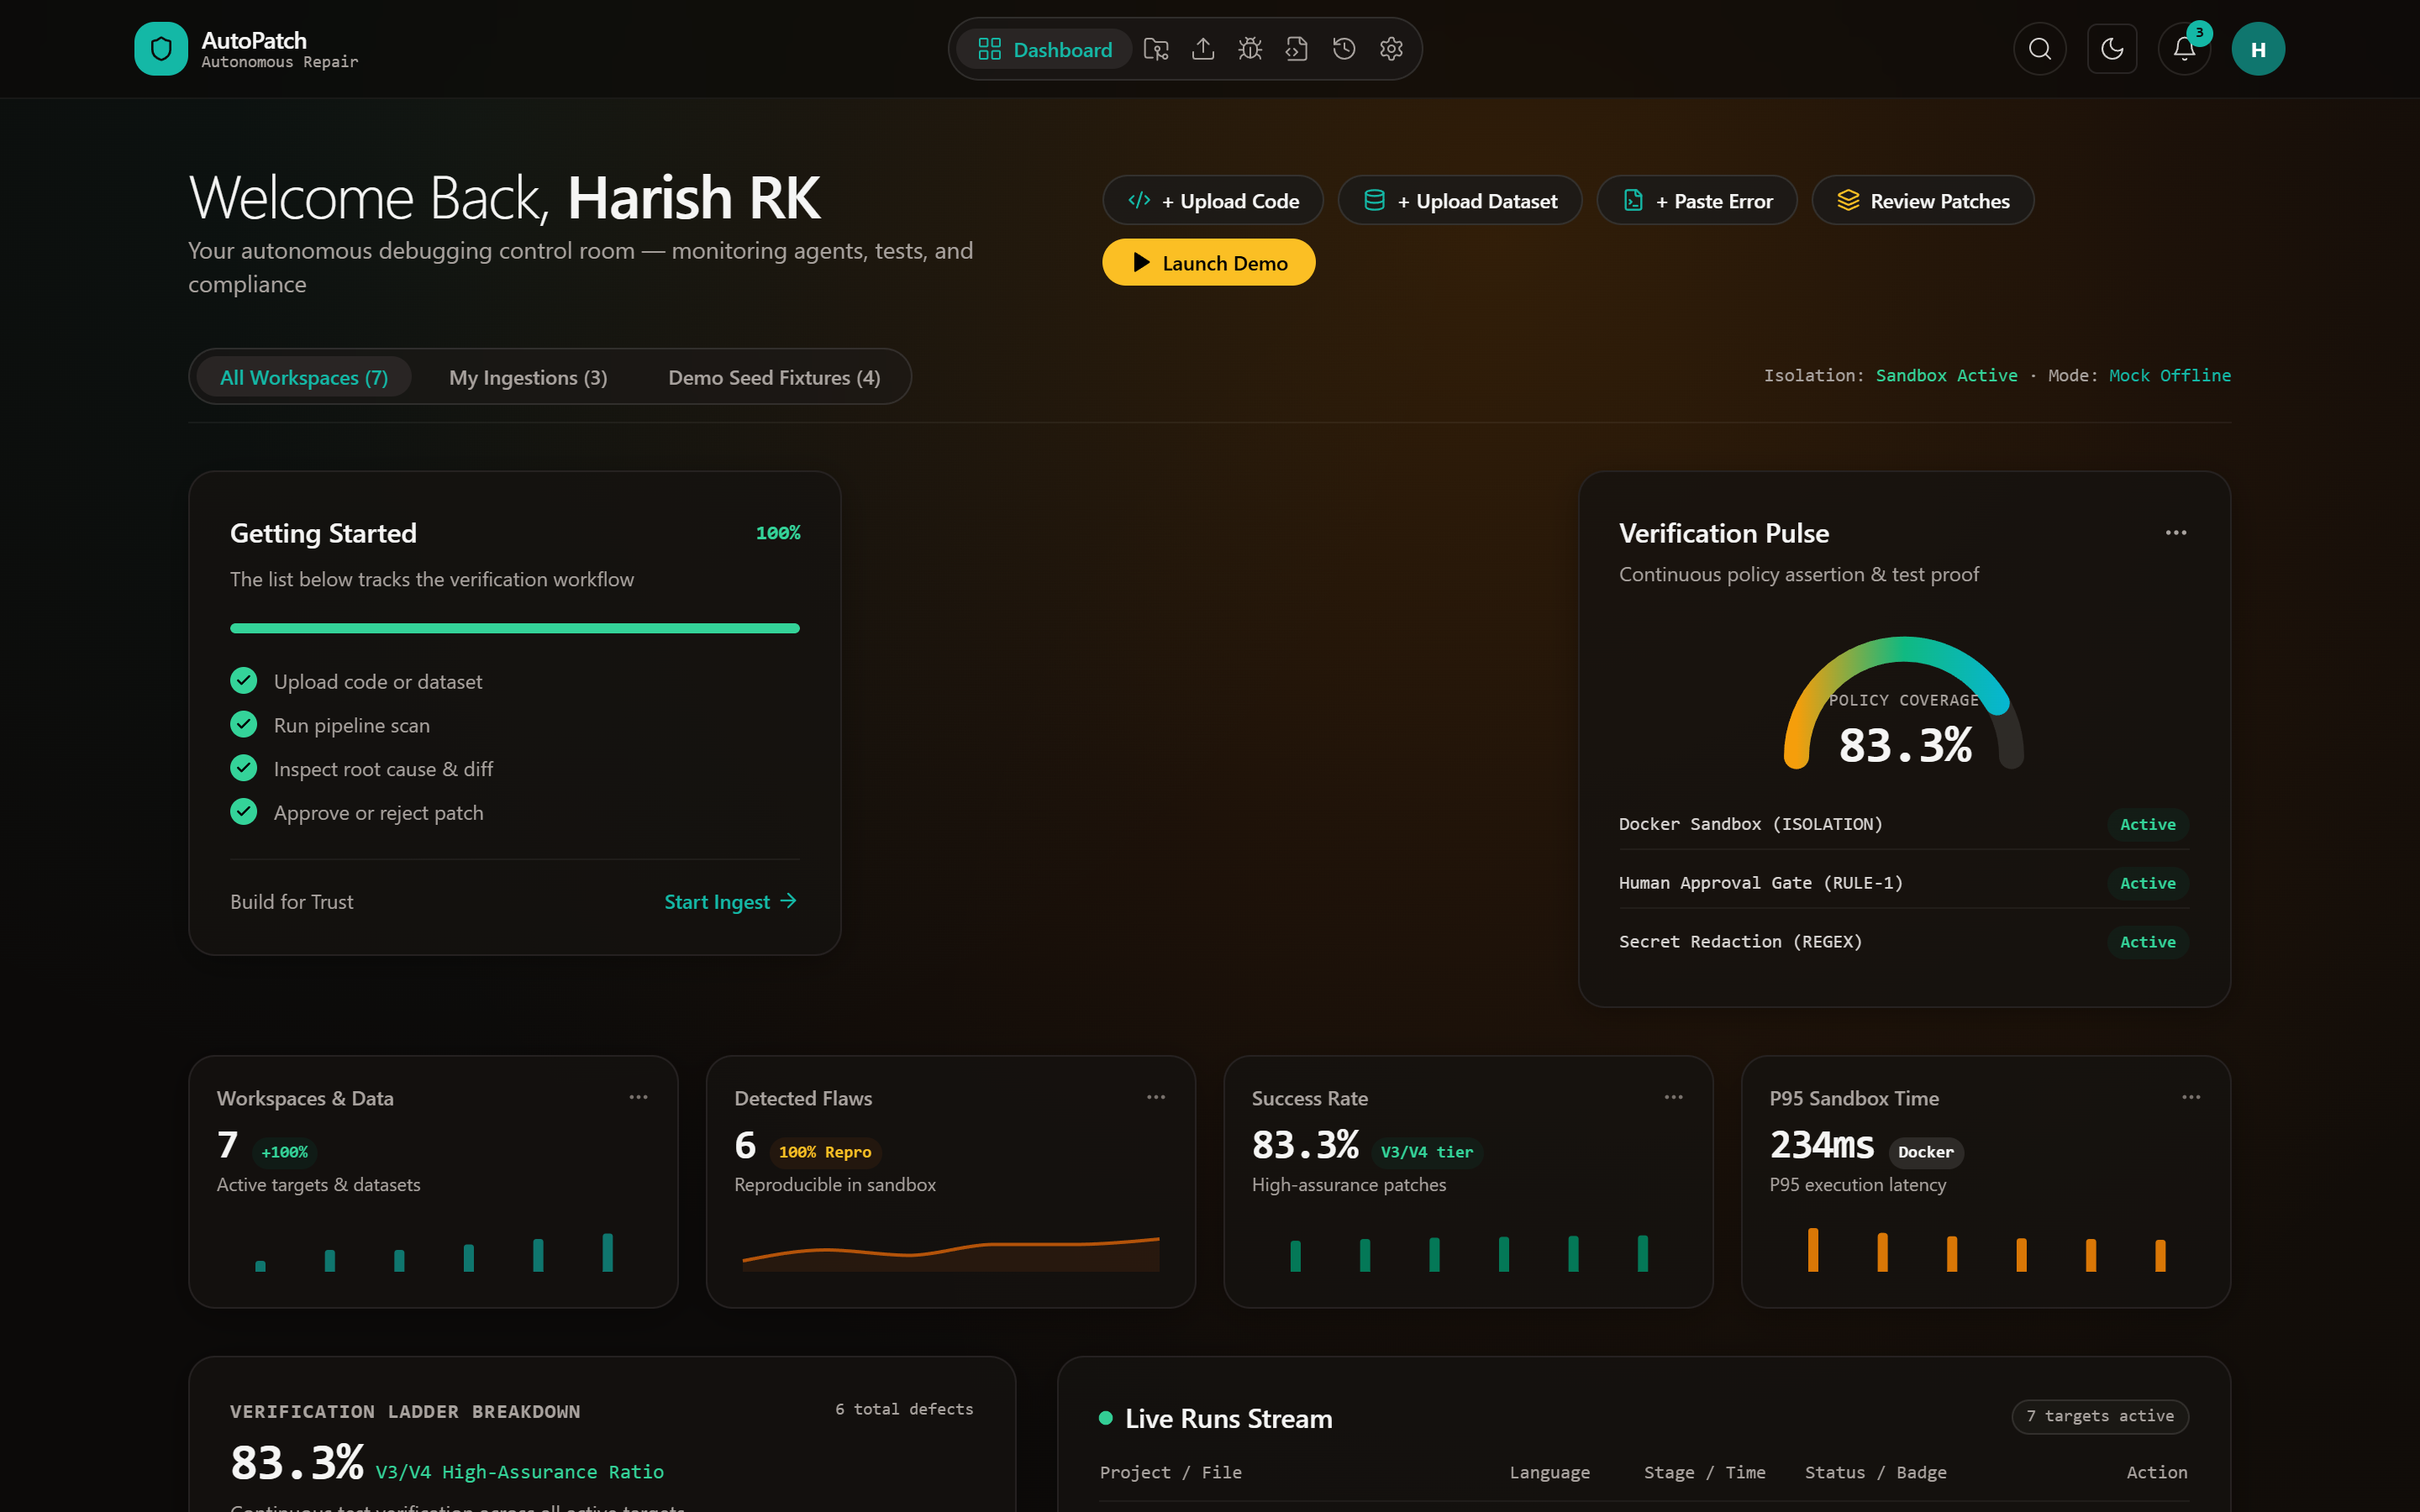 AutoPatch
Autonomous Repair
Dashboard
3
H
Welcome Back, Harish RK
Your autonomous debugging control room — monitoring agents, tests, and
compliance
+ Upload Code
+ Upload Dataset
+ Paste Error
Review Patches
Launch Demo
All Workspaces (7)
My Ingestions (3)
Demo Seed Fixtures (4)
Isolation: Sandbox Active · Mode: Mock Offline
Getting Started
100%
The list below tracks the verification workflow
Upload code or dataset
Run pipeline scan
Inspect root cause & diff
Approve or reject patch
Build for Trust
Start Ingest →
Verification Pulse
Continuous policy assertion & test proof
POLICY COVERAGE
83.3%
Docker Sandbox (ISOLATION)
Active
Human Approval Gate (RULE-1)
Active
Secret Redaction (REGEX)
Active
Workspaces & Data
7
+100%
Active targets & datasets
Detected Flaws
6
100% Repro
Reproducible in sandbox
Success Rate
83.3%
V3/V4 tier
High-assurance patches
P95 Sandbox Time
234ms
Docker
P95 execution latency
VERIFICATION LADDER BREAKDOWN
6 total defects
83.3% V3/V4 High-Assurance Ratio
Continuous test verification across all active targets
Live Runs Stream
7 targets active
Project / File
Language
Stage / Time
Status / Badge
Action